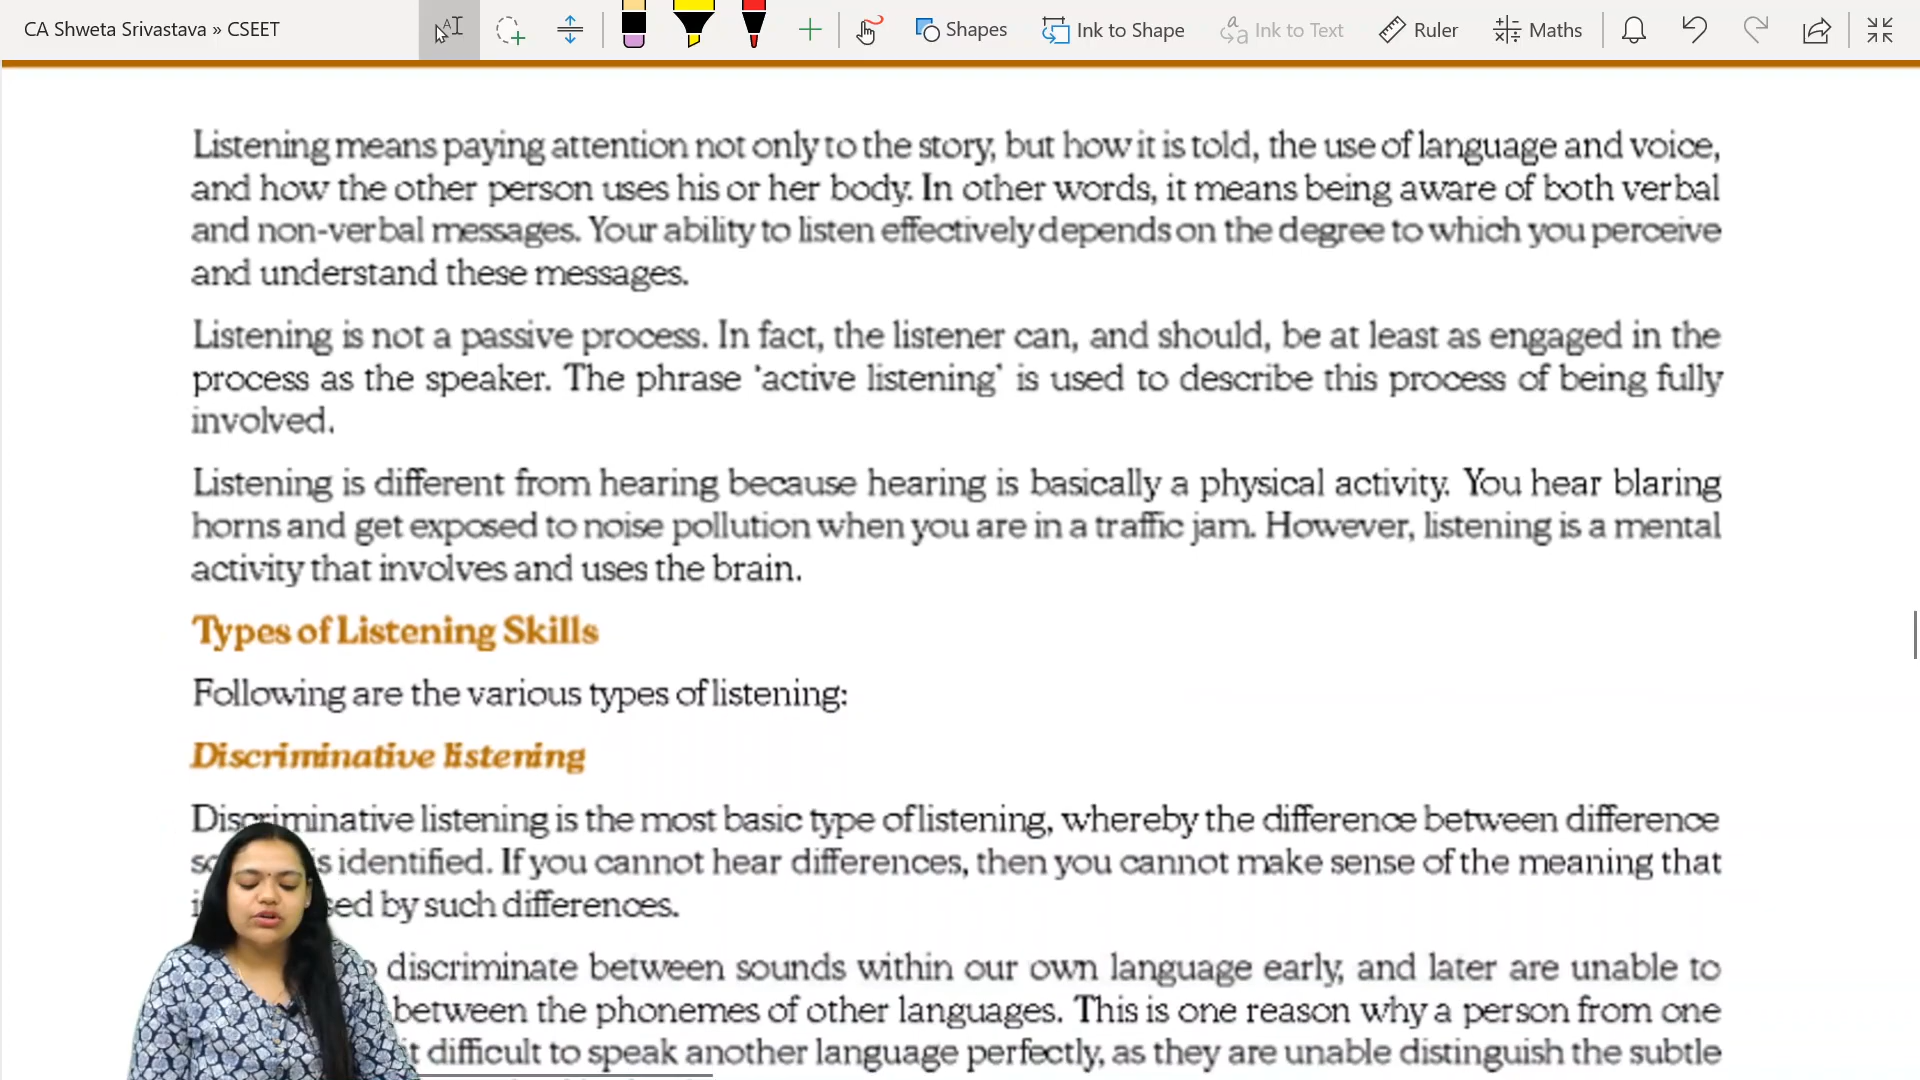 CA Shweta Srivastava » CSEET
Shapes Ink to Shape Ink to Text Ruler Maths
Listening means paying attention not only to the story, but how it is told, the use of language and voice,
and how the other person uses his or her body. In other words, it means being aware of both verbal
and non-verbal messages. Your ability to listen effectively depends on the degree to which you perceive
and understand these messages.
Listening is not a passive process. In fact, the listener can, and should, be at least as engaged in the
process as the speaker. The phrase 'active listening' is used to describe this process of being fully
involved.
Listening is different from hearing because hearing is basically a physical activity. You hear blaring
horns and get exposed to noise pollution when you are in a traffic jam. However, listening is a mental
activity that involves and uses the brain.
Types of Listening Skills
Following are the various types of listening:
Discriminative listening
Discriminative listening is the most basic type of listening, whereby the difference between difference
is identified. If you cannot hear differences, then you cannot make sense of the meaning that
by such differences.
discriminate between sounds within our own language early, and later are unable to
between the phonemes of other languages. This is one reason why a person from one
it difficult to speak another language perfectly, as they are unable distinguish the subtle